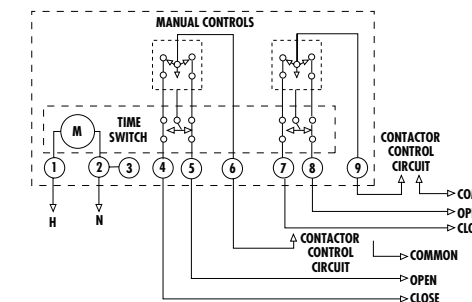 MANUAL CONTROLS
TIME
SWITCH
M
1 2 3 4 5 6 7 8 9
H N
CONTACTOR
CONTROL
CIRCUIT
CLOSE
CONTACTOR
CONTROL
CIRCUIT
COMMON
OPEN